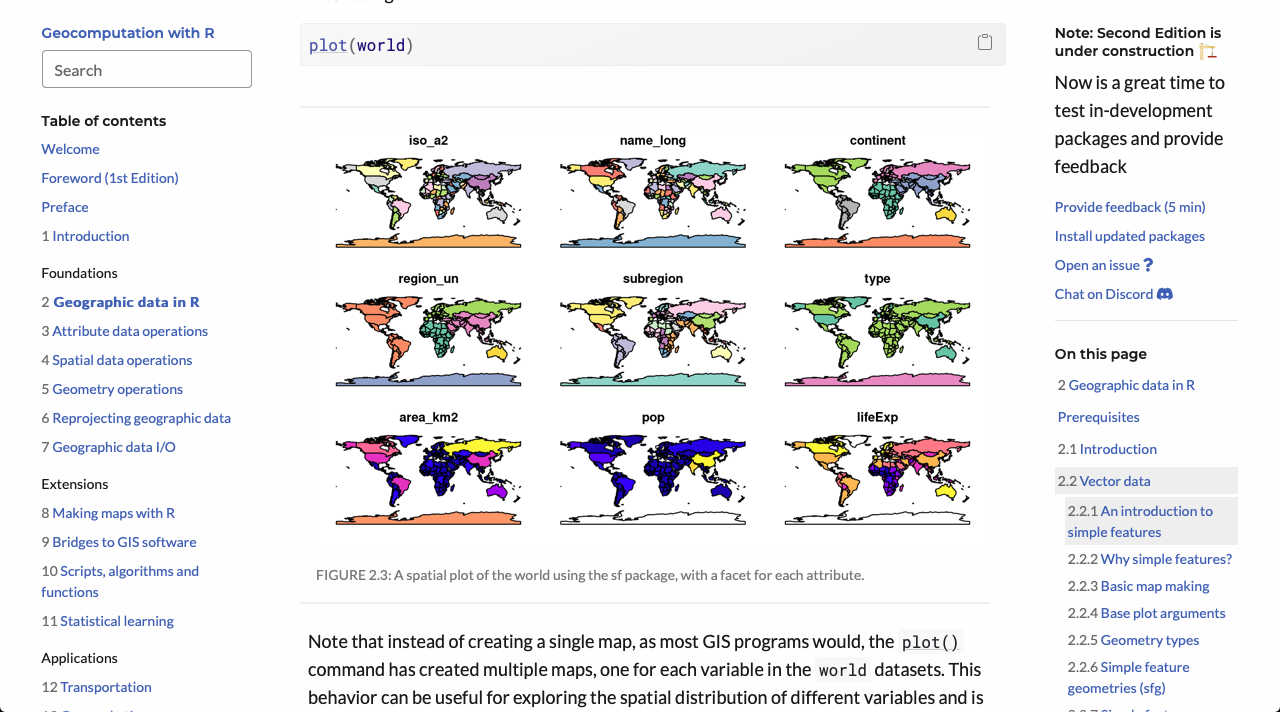 Geocomputation with R
Search
Table of contents
Welcome
Foreword (1st Edition)
Preface
1 Introduction
Foundations
2 Geographic data in R
3 Attribute data operations
4 Spatial data operations
5 Geometry operations
6 Reprojecting geographic data
7 Geographic data I/O
Extensions
8 Making maps with R
9 Bridges to GIS software
10 Scripts, algorithms and
functions
11 Statistical learning
Applications
12 Transportation
plot(world)
iso_a2 name_long continent
region_un subregion type
area_km2 pop lifeExp
FIGURE 2.3: A spatial plot of the world using the sf package, with a facet for each attribute.
Note that instead of creating a single map, as most GIS programs would, the plot()
command has created multiple maps, one for each variable in the world datasets. This
behavior can be useful for exploring the spatial distribution of different variables and is
Note: Second Edition is
under construction
Now is a great time to
test in-development
packages and provide
feedback
Provide feedback (5 min)
Install updated packages
Open an issue ?
Chat on Discord
On this page
2 Geographic data in R
Prerequisites
2.1 Introduction
2.2 Vector data
2.2.1 An introduction to
simple features
2.2.2 Why simple features?
2.2.3 Basic map making
2.2.4 Base plot arguments
2.2.5 Geometry types
2.2.6 Simple feature
geometries (sfg)